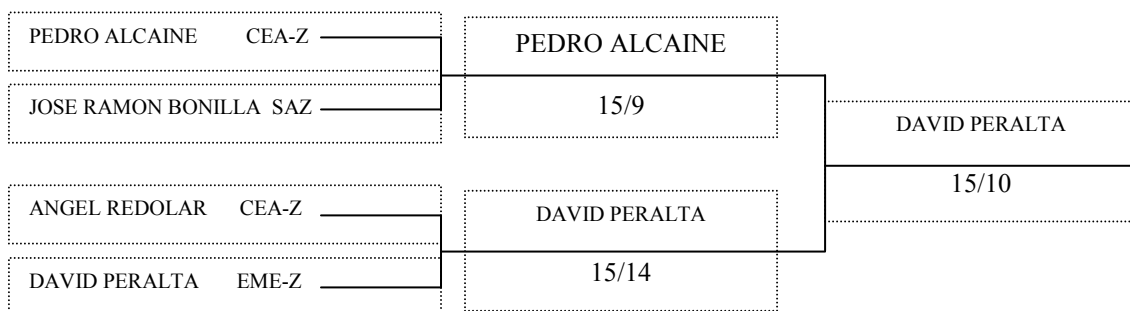 PEDRO ALCAINE CEA-Z
JOSE RAMON BONILLA SAZ
ANGEL REDOLAR CEA-Z
DAVID PERALTA EME-Z
PEDRO ALCAINE
15/9
DAVID PERALTA
15/14
DAVID PERALTA
15/10